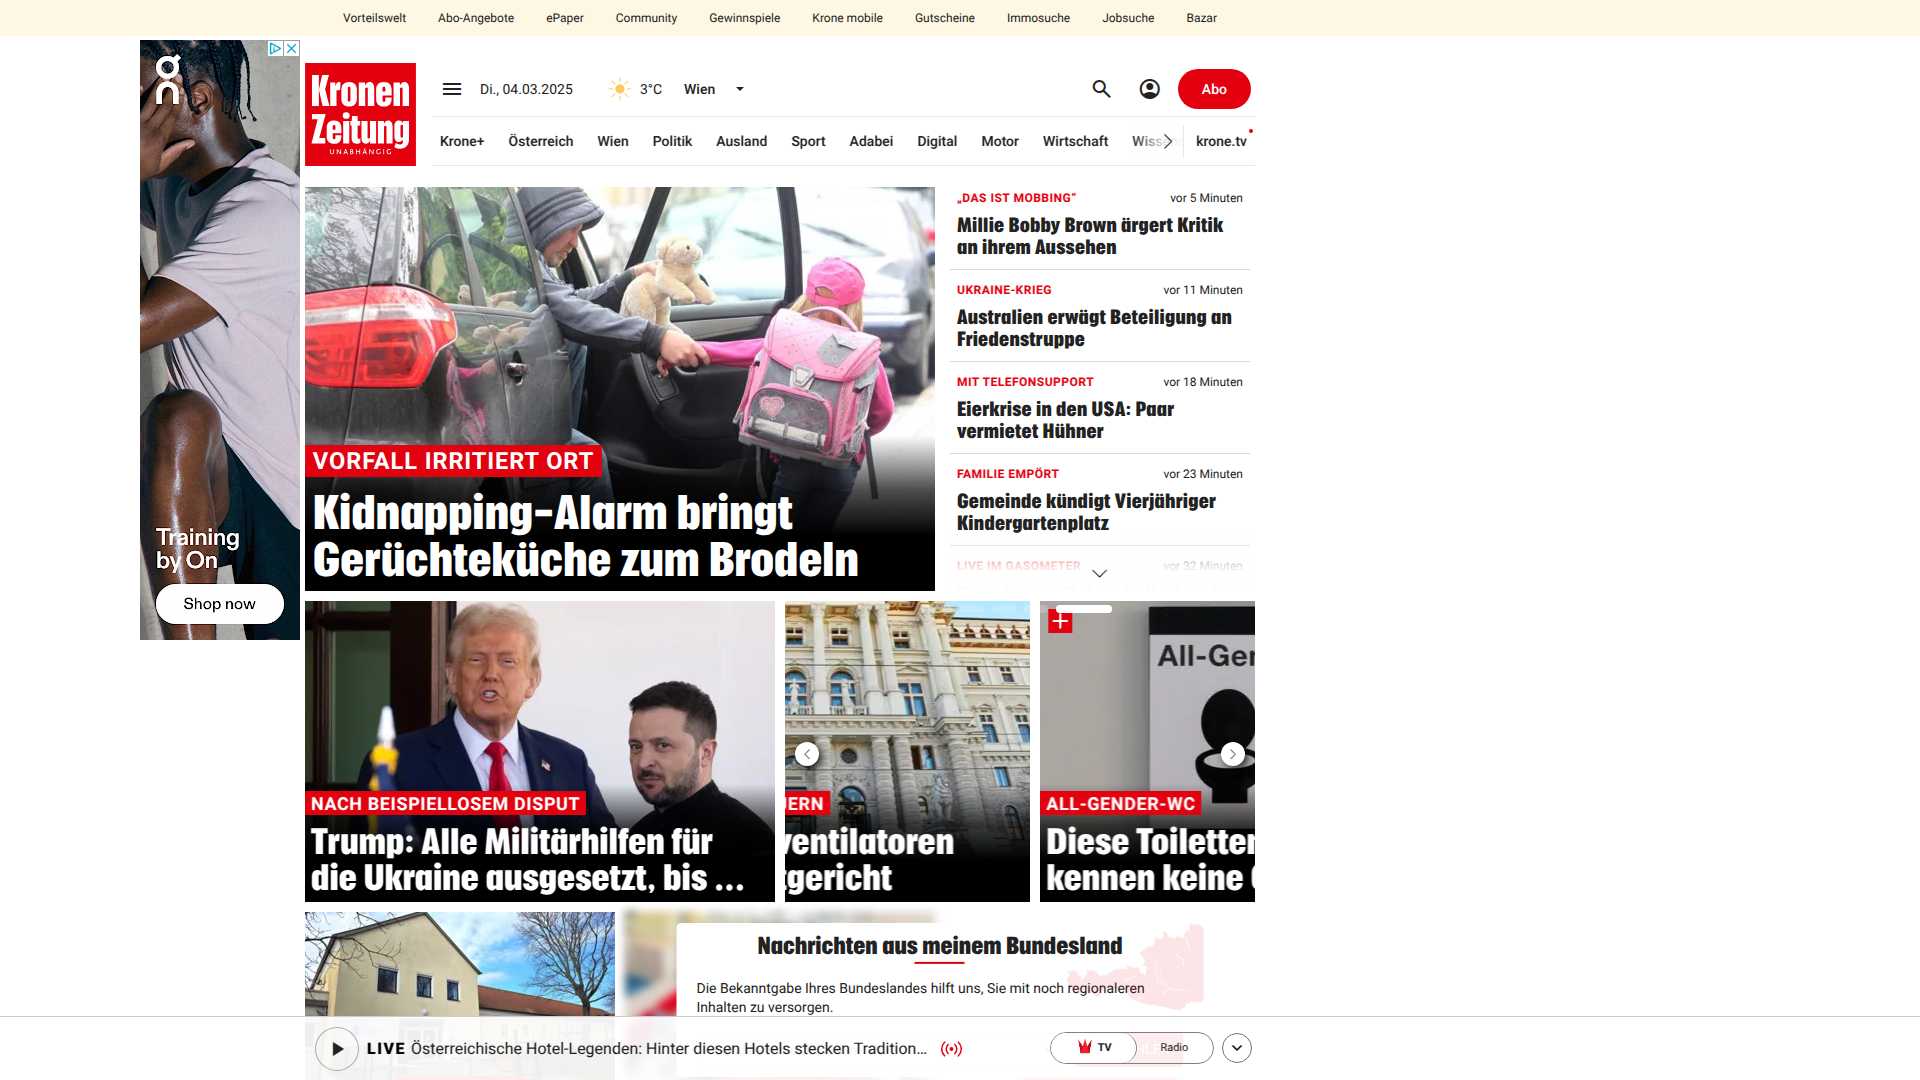 Vorteilswelt Abo-Angebote ePaper Community Gewinnspiele Krone mobile Gutscheine Immosuche Jobsuche Bazar
Kronen
Zeitung
UNABHÄNGIG
Di., 04.03.2025 3°C Wien Abo
Krone+ Österreich Wien Politik Ausland Sport Adabei Digital Motor Wirtschaft krone.tv
on
Training
by On
Shop now
VORFALL IRRITIERT ORT
Kidnapping-Alarm bringt
Gerüchteküche zum Brodeln
„DAS IST MOBBING“ vor 5 Minuten
Millie Bobby Brown ärgert Kritik
an ihrem Aussehen
UKRAINE-KRIEG vor 11 Minuten
Australien erwägt Beteiligung an
Friedenstruppe
MIT TELEFONSUPPORT vor 18 Minuten
Eierkrise in den USA: Paar
vermietet Hühner
FAMILIE EMPÖRT vor 23 Minuten
Gemeinde kündigt Vierjähriger
Kindergartenplatz
LIVE IM GASOMETER vor 32 Minuten
NACH BEISPIELLOSEM DISPUT
Trump: Alle Militärhilfen für
die Ukraine ausgesetzt, bis ...
ERN
ventilatoren
gericht
All-Ger
ALL-GENDER-WC
Diese Toiletten
kennen keine
Nachrichten aus meinem Bundesland
Die Bekanntgabe Ihres Bundeslandes hilft uns, Sie mit noch regionaleren
Inhalten zu versorgen.
LIVE Österreichische Hotel-Legenden: Hinter diesen Hotels stecken Tradition... TV Radio